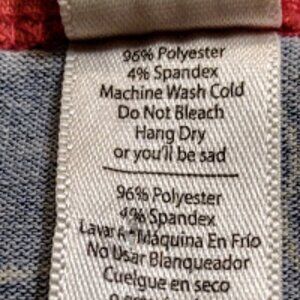 96% Polyester
4% Spandex
Machine Wash Cold
Do Not Bleach
Hang Dry
or you'll be sad
96% Polyester
4% Spandex
Lavar A Máquina En Frío
No Usar Blanqueador
Cuelgue en seco